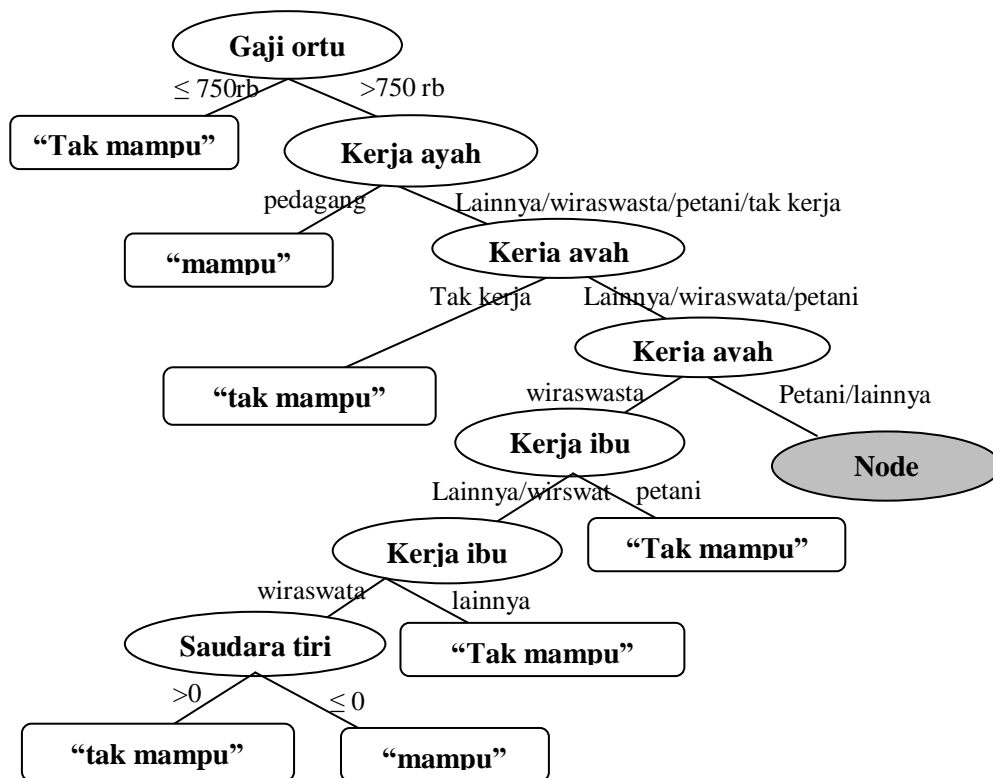 Gaji ortu
≤ 750rb
>750 rb
“Tak mampu”
Kerja ayah
pedagang
Lainnya/wiraswasta/petani/tak kerja
“mampu”
Kerja ayah
Tak kerja
Lainnya/wiraswata/petani
Kerja ayah
“tak mampu”
wiraswasta
Petani/lainnya
Kerja ibu
Node
Lainnya/wirswat
petani
Kerja ibu
“Tak mampu”
wiraswata
lainnya
Saudara tiri
“Tak mampu”
>0
≤ 0
“tak mampu”
“mampu”